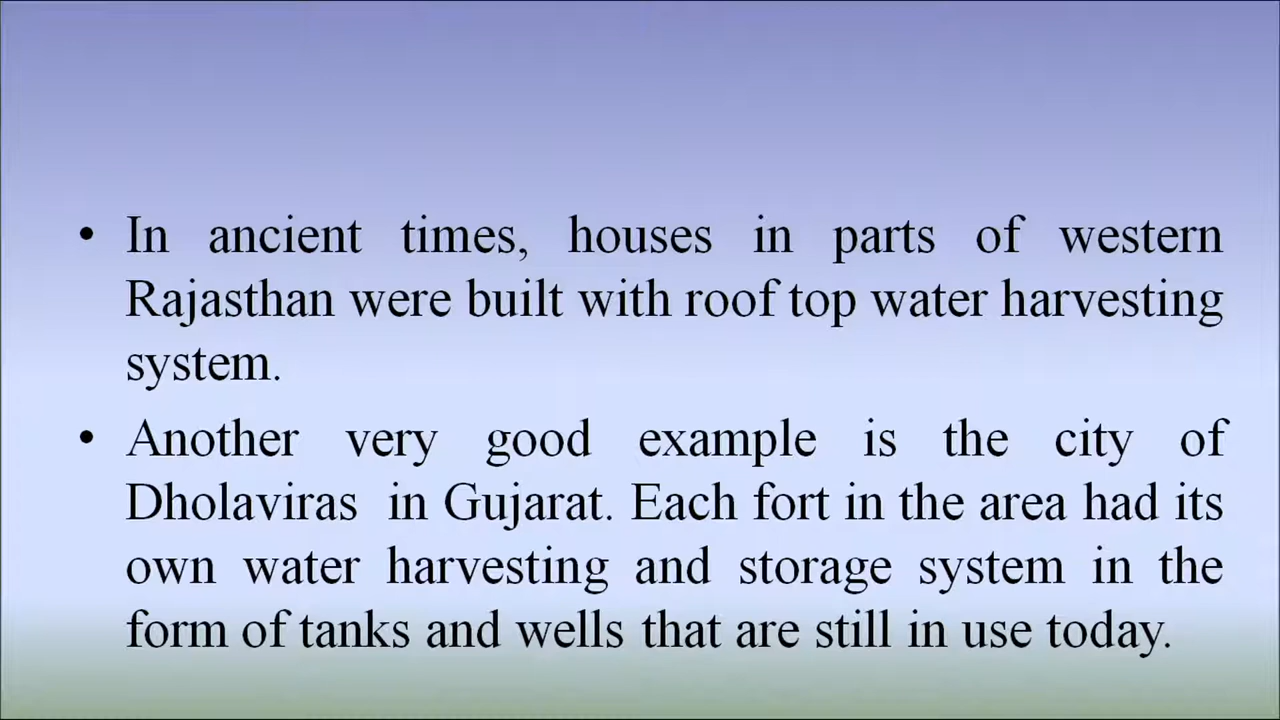 • In ancient times, houses in parts of western
Rajasthan were built with roof top water harvesting
system.
• Another very good example is the city of
Dholaviras in Gujarat. Each fort in the area had its
own water harvesting and storage system in the
form of tanks and wells that are still in use today.